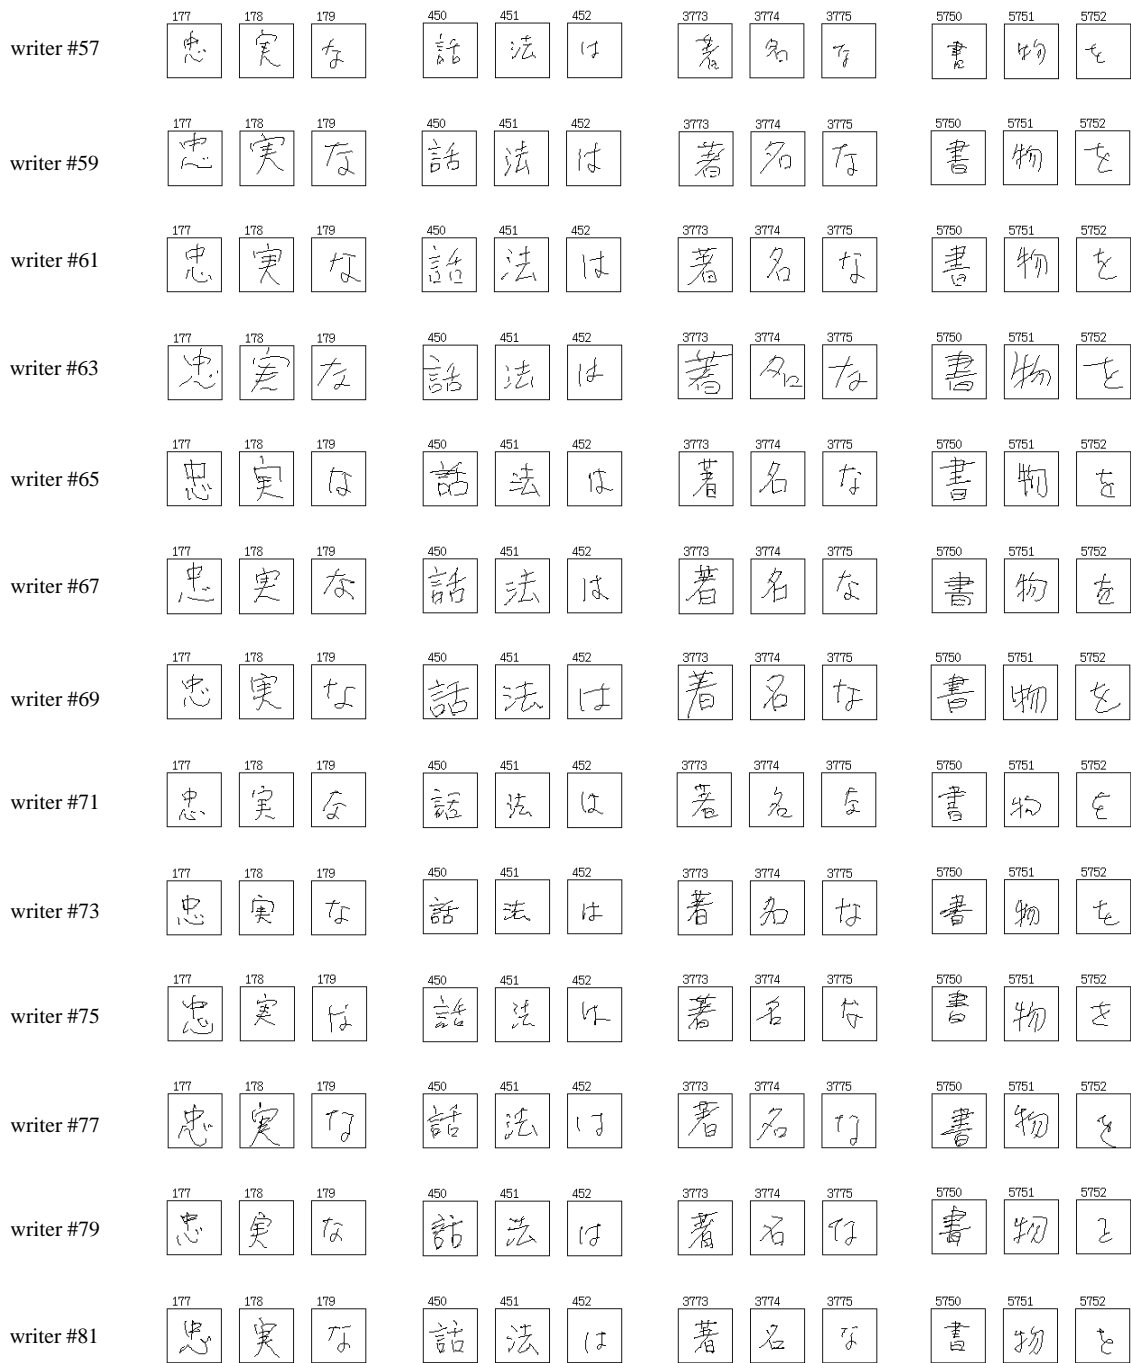 177 178 179 450 451 452 3773 3774 3775 5750 5751 5752
writer #57 忠 実 な 話 法 は 著 名 な 書 物 を
177 178 179 450 451 452 3773 3774 3775 5750 5751 5752
writer #59 忠 実 な 話 法 は 著 名 な 書 物 を
177 178 179 450 451 452 3773 3774 3775 5750 5751 5752
writer #61 忠 実 な 話 法 は 著 名 な 書 物 を
177 178 179 450 451 452 3773 3774 3775 5750 5751 5752
writer #63 忠 実 な 話 法 は 著 名 な 書 物 を
177 178 179 450 451 452 3773 3774 3775 5750 5751 5752
writer #65 忠 実 な 話 法 は 著 名 な 書 物 を
177 178 179 450 451 452 3773 3774 3775 5750 5751 5752
writer #67 忠 実 な 話 法 は 著 名 な 書 物 を
177 178 179 450 451 452 3773 3774 3775 5750 5751 5752
writer #69 忠 実 な 話 法 は 著 名 な 書 物 を
177 178 179 450 451 452 3773 3774 3775 5750 5751 5752
writer #71 忠 実 な 話 法 は 著 名 な 書 物 を
177 178 179 450 451 452 3773 3774 3775 5750 5751 5752
writer #73 忠 実 な 話 法 は 著 名 な 書 物 を
177 178 179 450 451 452 3773 3774 3775 5750 5751 5752
writer #75 忠 実 な 話 法 は 著 名 な 書 物 を
177 178 179 450 451 452 3773 3774 3775 5750 5751 5752
writer #77 忠 実 な 話 法 は 著 名 な 書 物 を
177 178 179 450 451 452 3773 3774 3775 5750 5751 5752
writer #79 忠 実 な 話 法 は 著 名 な 書 物 を
177 178 179 450 451 452 3773 3774 3775 5750 5751 5752
writer #81 忠 実 な 話 法 は 著 名 な 書 物 を